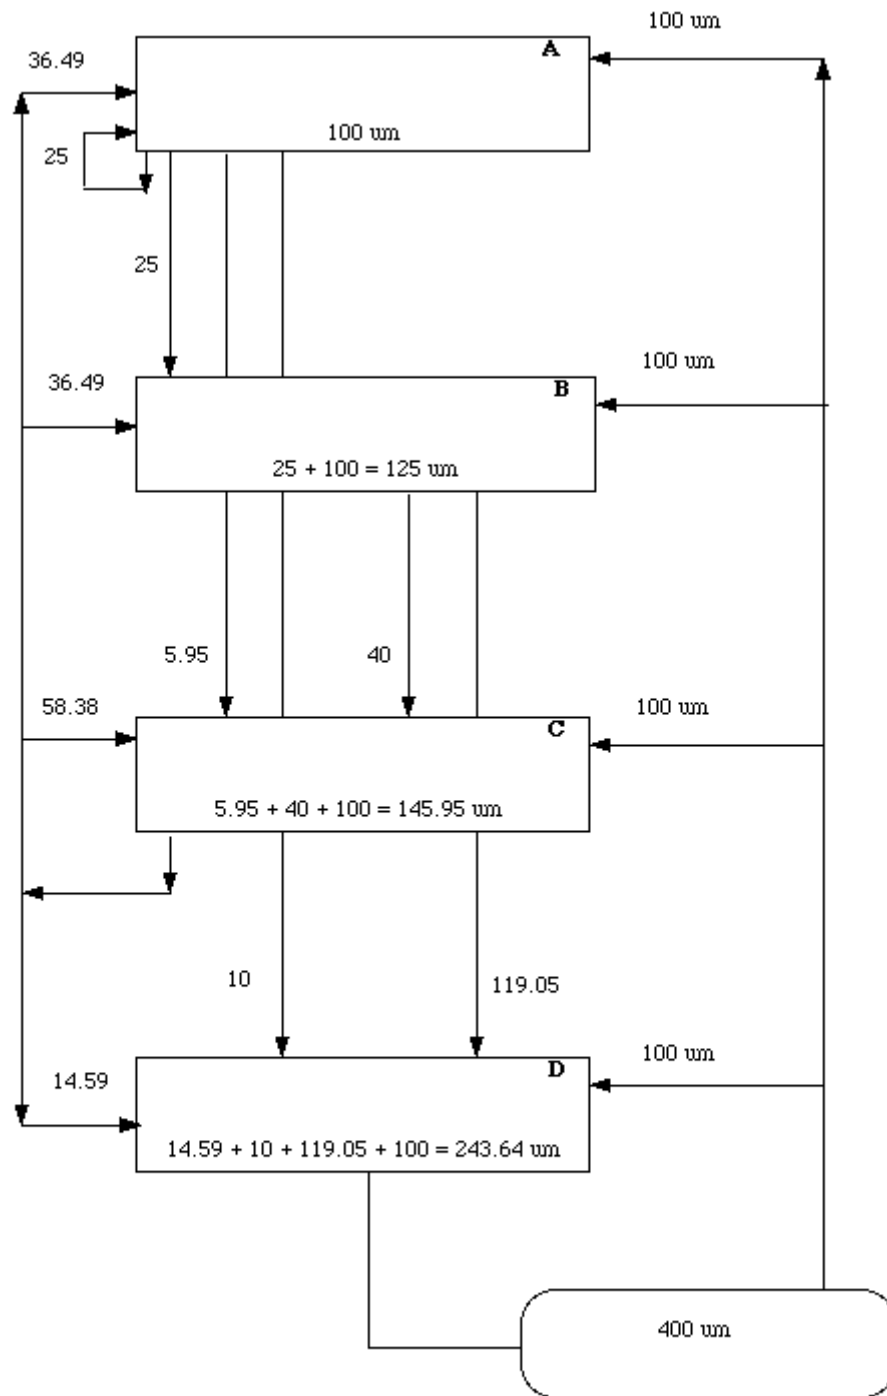 100 um
A
36.49
100 um
25
25
100 um
36.49
B
25 + 100 = 125 um
5.95
40
58.38
100 um
C
5.95 + 40 + 100 = 145.95 um
10
119.05
100 um
D
14.59
14.59 + 10 + 119.05 + 100 = 243.64 um
400 um